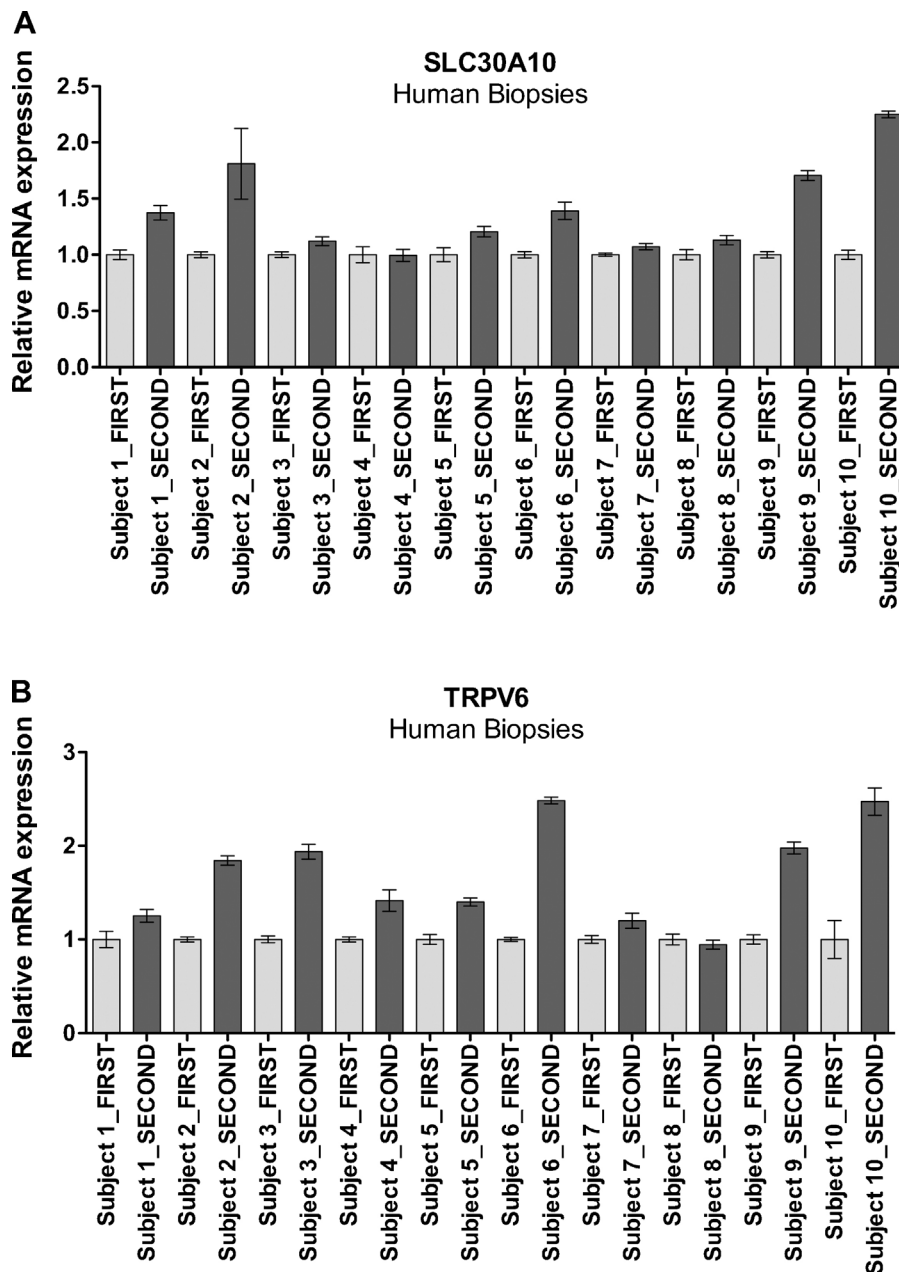 A
SLC30A10
Human Biopsies
Relative mRNA expression
2.5
2.0
1.5
1.0
0.5
0.0
Subject 1_FIRST
Subject 1_SECOND
Subject 2_FIRST
Subject 2_SECOND
Subject 3_FIRST
Subject 3_SECOND
Subject 4_FIRST
Subject 4_SECOND
Subject 5_FIRST
Subject 5_SECOND
Subject 6_FIRST
Subject 6_SECOND
Subject 7_FIRST
Subject 7_SECOND
Subject 8_FIRST
Subject 8_SECOND
Subject 9_FIRST
Subject 9_SECOND
Subject 10_FIRST
Subject 10_SECOND
B
TRPV6
Human Biopsies
Relative mRNA expression
3
2
1
0
Subject 1_FIRST
Subject 1_SECOND
Subject 2_FIRST
Subject 2_SECOND
Subject 3_FIRST
Subject 3_SECOND
Subject 4_FIRST
Subject 4_SECOND
Subject 5_FIRST
Subject 5_SECOND
Subject 6_FIRST
Subject 6_SECOND
Subject 7_FIRST
Subject 7_SECOND
Subject 8_FIRST
Subject 8_SECOND
Subject 9_FIRST
Subject 9_SECOND
Subject 10_FIRST
Subject 10_SECOND